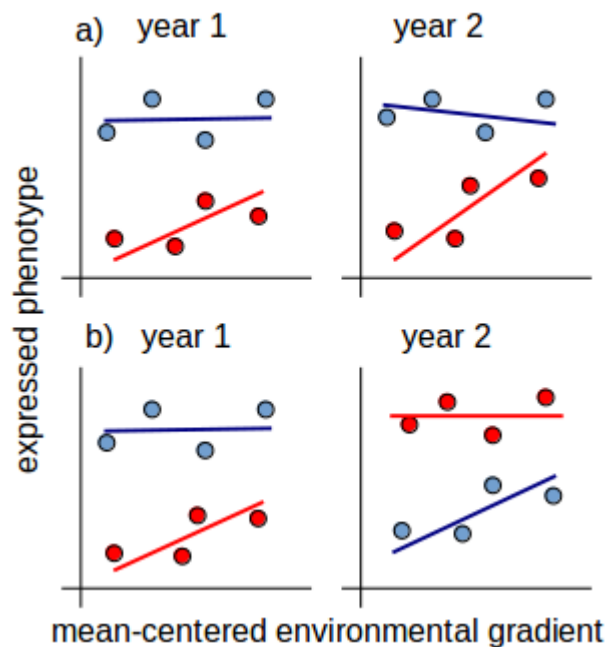 a) year 1 year 2
expressed phenotype
b) year 1 year 2
mean-centered environmental gradient